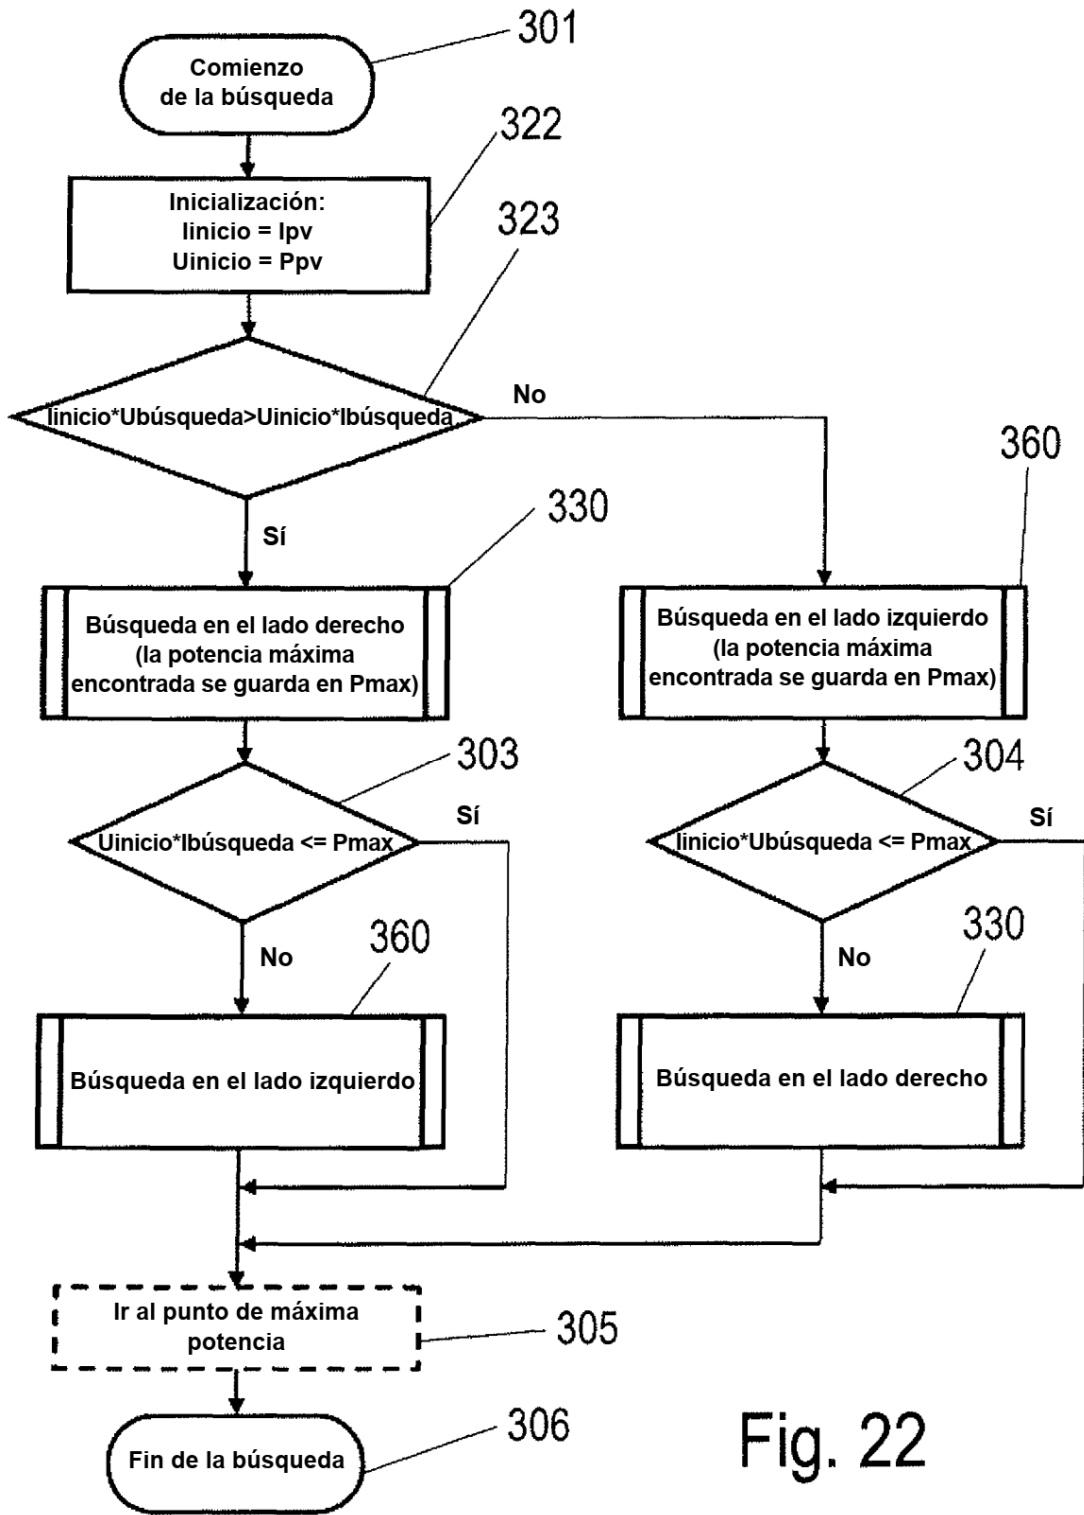 301
Comienzo
de la búsqueda
322
Inicialización:
Iinicio = Ipv
Uinicio = Ppv
323
Iinicio*Ubúsqueda>Uinicio*Ibúsqueda
No
360
330
Sí
Búsqueda en el lado derecho
(la potencia máxima
encontrada se guarda en Pmax)
Búsqueda en el lado izquierdo
(la potencia máxima
encontrada se guarda en Pmax)
303
304
Uinicio*Ibúsqueda <= Pmax
Sí
Iinicio*Ubúsqueda <= Pmax
Sí
No
360
No
330
Búsqueda en el lado izquierdo
Búsqueda en el lado derecho
Ir al punto de máxima
potencia
305
Fin de la búsqueda
306
Fig. 22